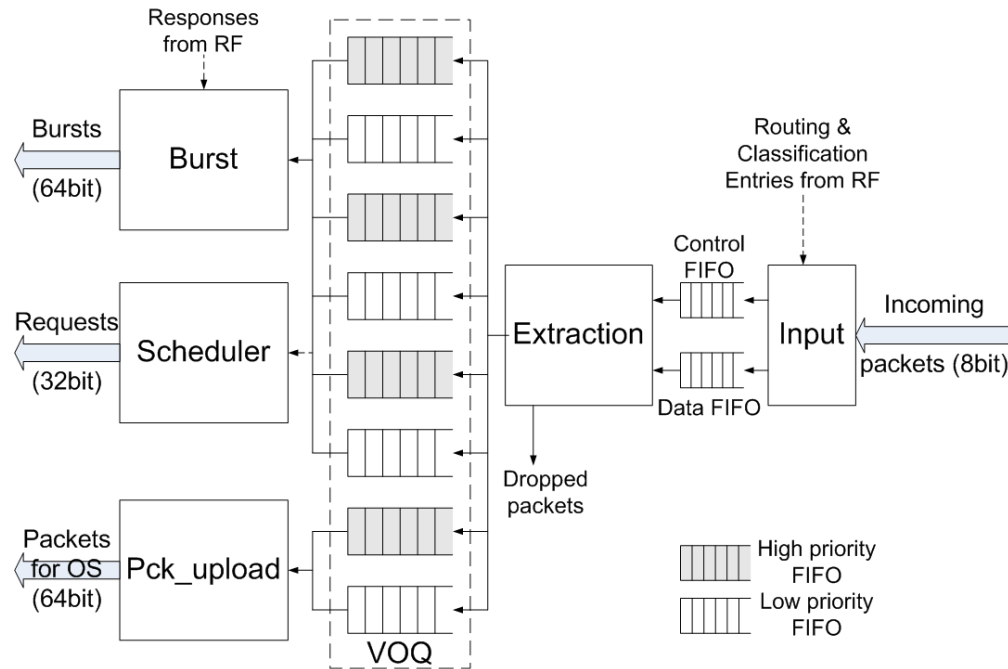 Responses
from RF
Bursts
(64bit)
Burst
Routing &
Classification
Entries from RF
Control
FIFO
Requests
(32bit)
Scheduler
Extraction
Input
Incoming
packets (8bit)
Data FIFO
Dropped
packets
Packets
for OS
(64bit)
Pck_upload
High priority
FIFO
Low priority
FIFO
VOQ